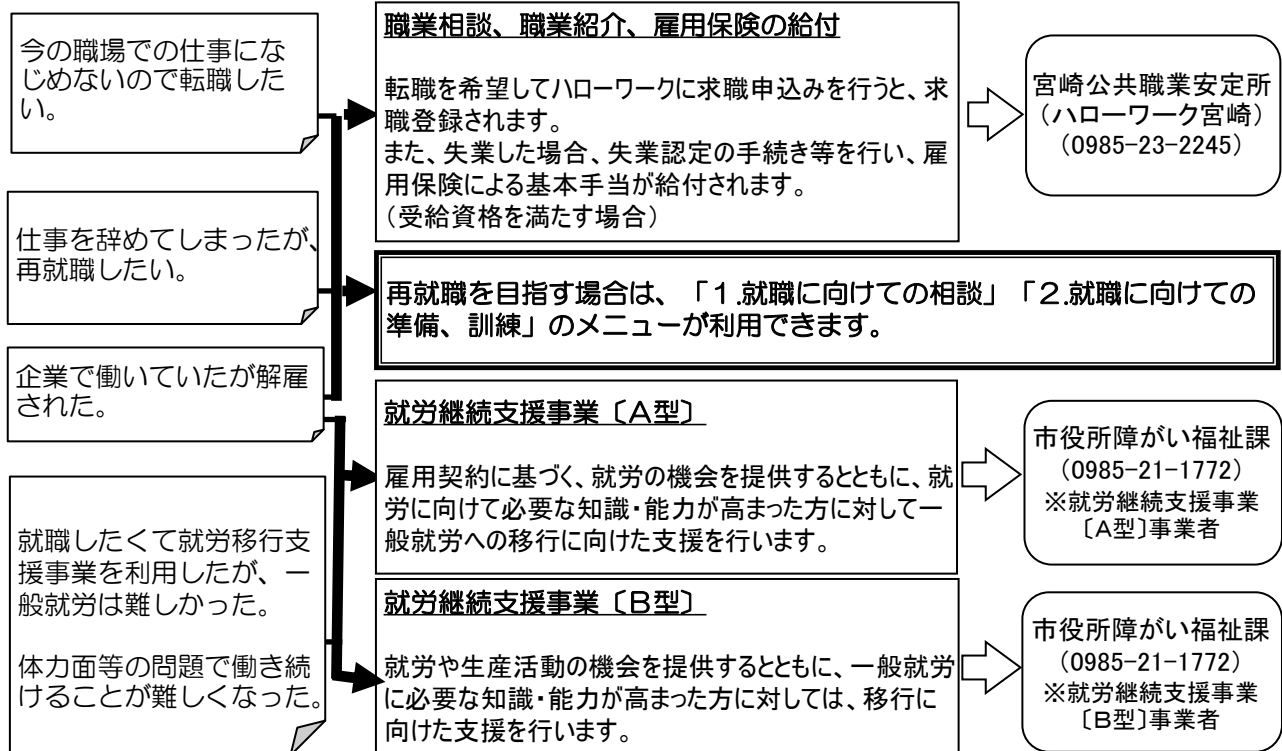 今の職場での仕事にな
じめないので転職した
い。
仕事を辞めてしまったが、
再就職したい。
企業で働いていたが解雇
された。
就職したくて就労移行支
援事業を利用したが、一
般就労は難しかった。
体力面等の問題で働き続
けることが難しくなった。
職業相談、職業紹介、雇用保険の給付
転職を希望してハローワークに求職申込みを行うと、求
職登録されます。
また、失業した場合、失業認定の手続き等を行い、雇
用保険による基本手当が給付されます。
(受給資格を満たす場合)
宮崎公共職業安定所
(ハローワーク宮崎)
(0985-23-2245)
再就職を目指す場合は、「1.就職に向けての相談」「2.就職に向けての
準備、訓練」のメニューが利用できます。
就労継続支援事業〔A型〕
雇用契約に基づく、就労の機会を提供するとともに、就
労に向けて必要な知識・能力が高まった方に対して一
般就労への移行に向けた支援を行います。
市役所障がい福祉課
(0985-21-1772)
※就労継続支援事業
〔A型〕事業者
就労継続支援事業〔B型〕
就労や生産活動の機会を提供するとともに、一般就労
に必要な知識・能力が高まった方に対しては、移行に
向けた支援を行います。
市役所障がい福祉課
(0985-21-1772)
※就労継続支援事業
〔B型〕事業者